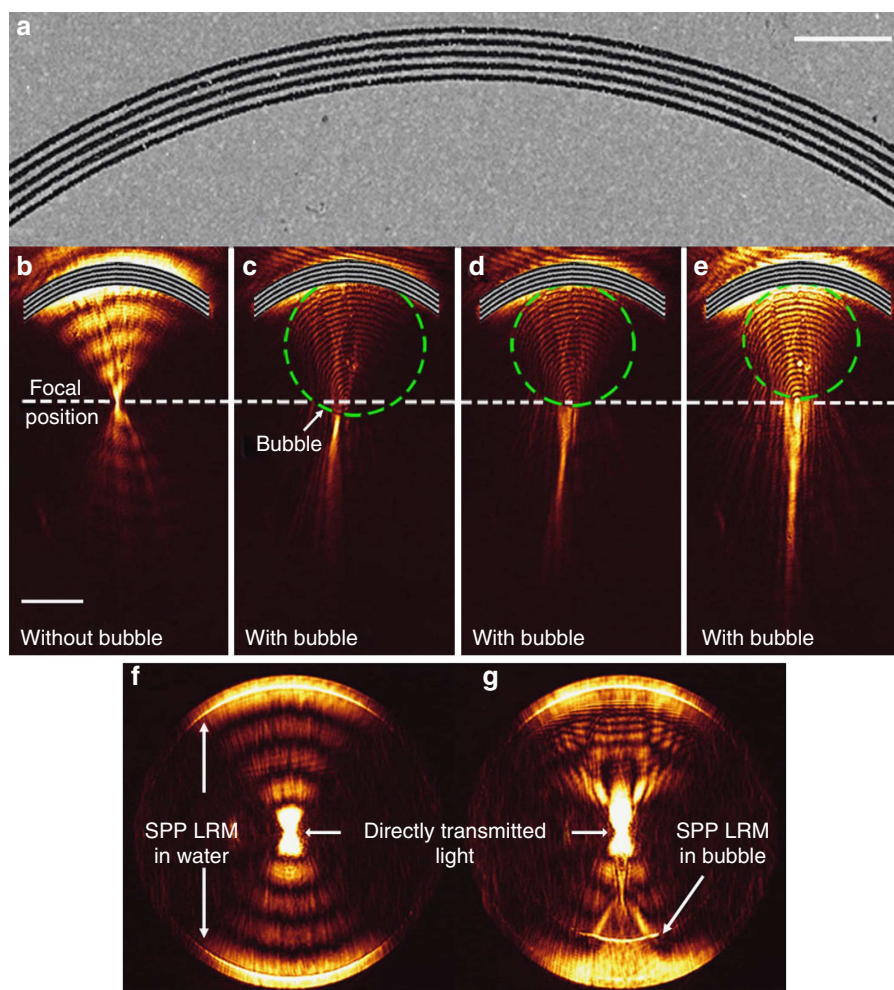 a
b
c
d
e
Focal
position
Bubble
Without bubble
With bubble
With bubble
With bubble
f
g
SPP LRM
in water
Directly transmitted
light
SPP LRM
in bubble